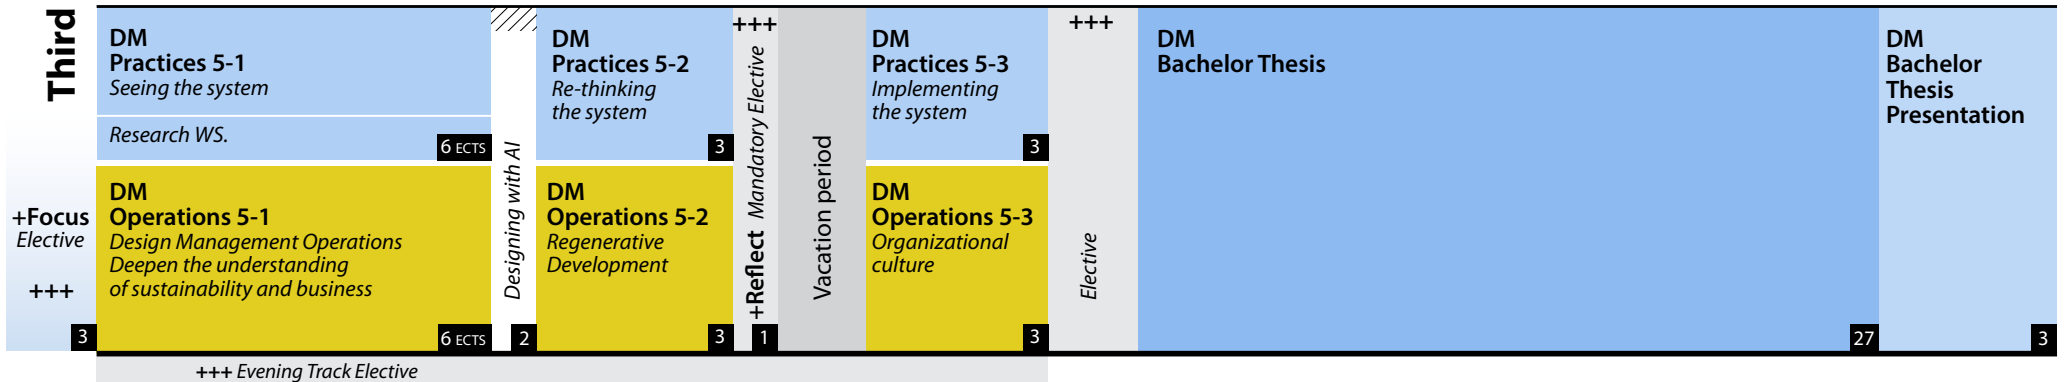 Third
+Focus
Elective
+++
3
DM
Practices 5-1
Seeing the system
Research WS.
6 ECTS
DM
Operations 5-1
Design Management Operations
Deepen the understanding
of sustainability and business
6 ECTS
Designing with AI
2
DM
Practices 5-2
Re-thinking
the system
3
DM
Operations 5-2
Regenerative
Development
3
+++
+Reflect Mandatory Elective
1
Vacation period
DM
Practices 5-3
Implementing
the system
3
DM
Operations 5-3
Organizational
culture
3
+++
Elective
DM
Bachelor Thesis
27
DM
Bachelor
Thesis
Presentation
3
+++ Evening Track Elective